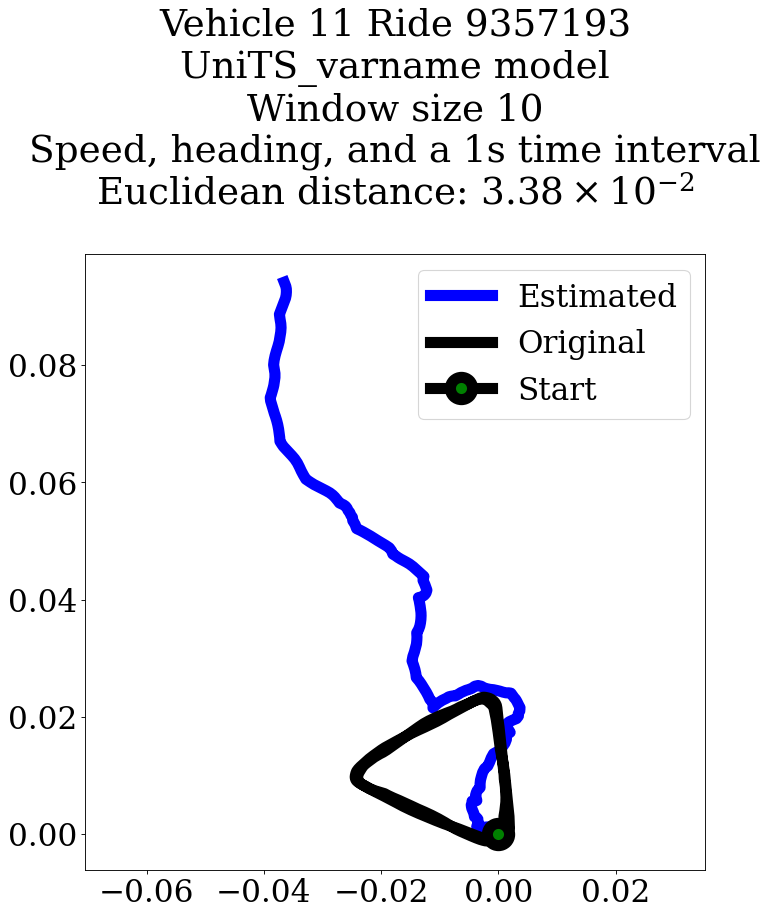 Vehicle 11 Ride 9357193
UniTS_varname model
Window size 10
Speed, heading, and a 1s time interval
Euclidean distance: 3.38 × 10⁻²
Estimated
Original
Start
0.08
0.06
0.04
0.02
0.00
−0.06 −0.04 −0.02 0.00 0.02